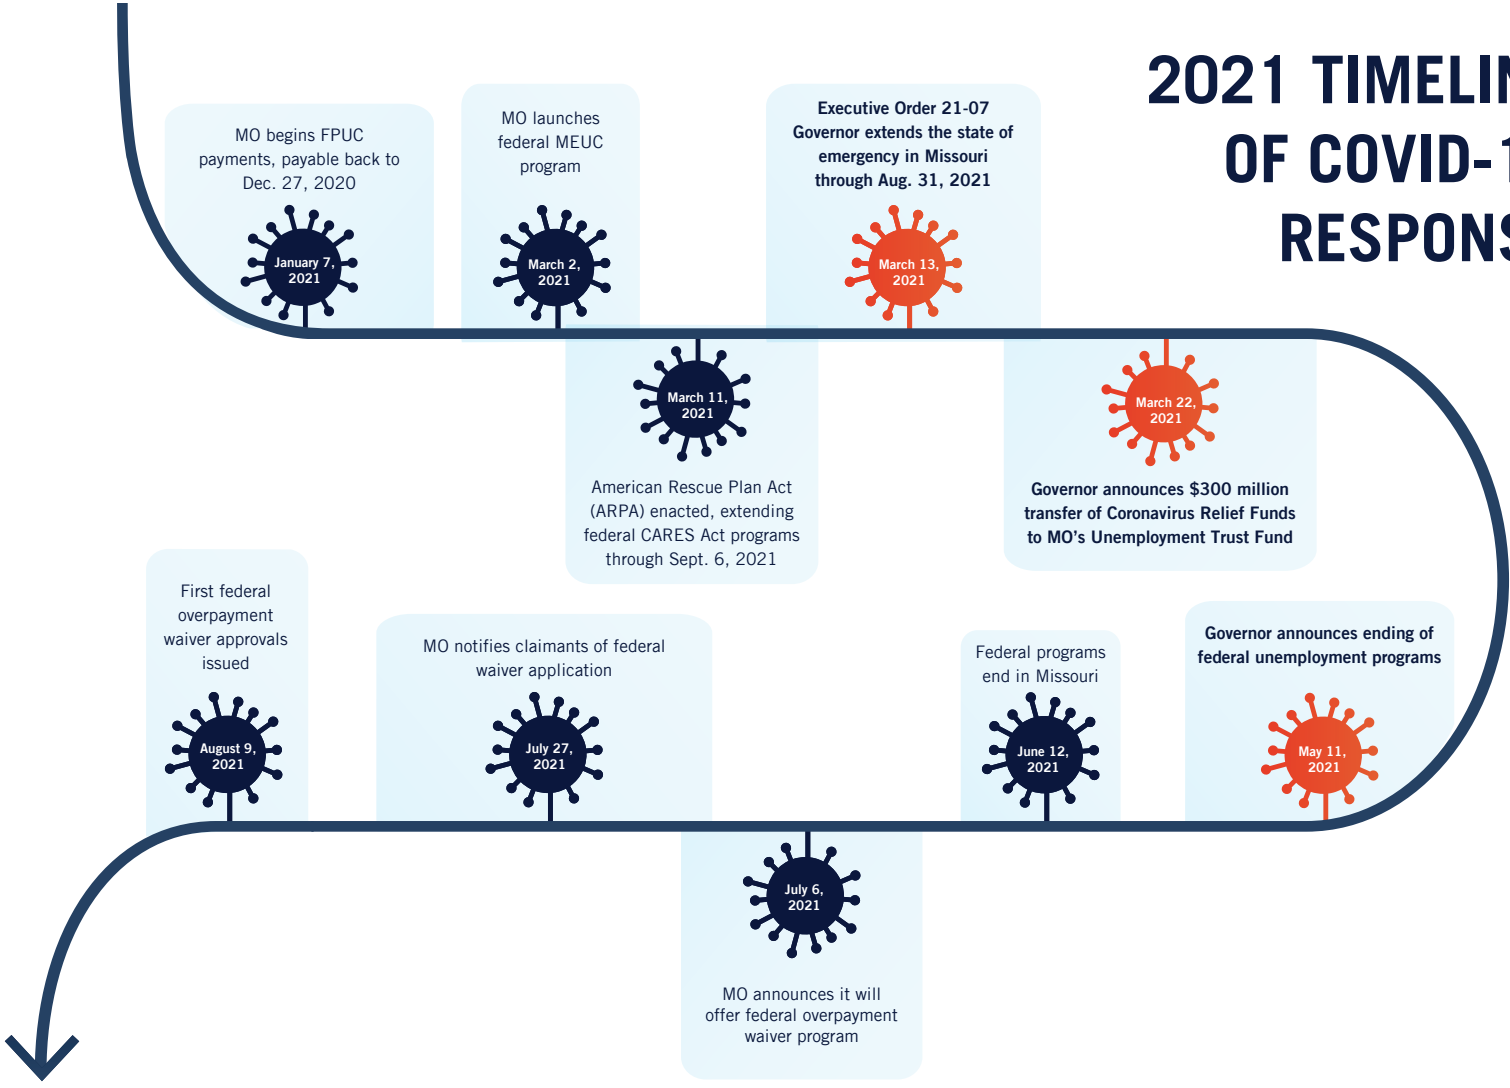 2021 TIMELIN
OF COVID-1
RESPONS
MO begins FPUC
payments, payable back to
Dec. 27, 2020
January 7,
2021
MO launches
federal MEUC
program
March 2,
2021
American Rescue Plan Act
(ARPA) enacted, extending
federal CARES Act programs
through Sept. 6, 2021
March 11,
2021
Executive Order 21-07
Governor extends the state of
emergency in Missouri
through Aug. 31, 2021
March 13,
2021
March 22,
2021
Governor announces $300 million
transfer of Coronavirus Relief Funds
to MO's Unemployment Trust Fund
Governor announces ending of
federal unemployment programs
May 11,
2021
Federal programs
end in Missouri
June 12,
2021
July 6,
2021
MO announces it will
offer federal overpayment
waiver program
MO notifies claimants of federal
waiver application
July 27,
2021
First federal
overpayment
waiver approvals
issued
August 9,
2021